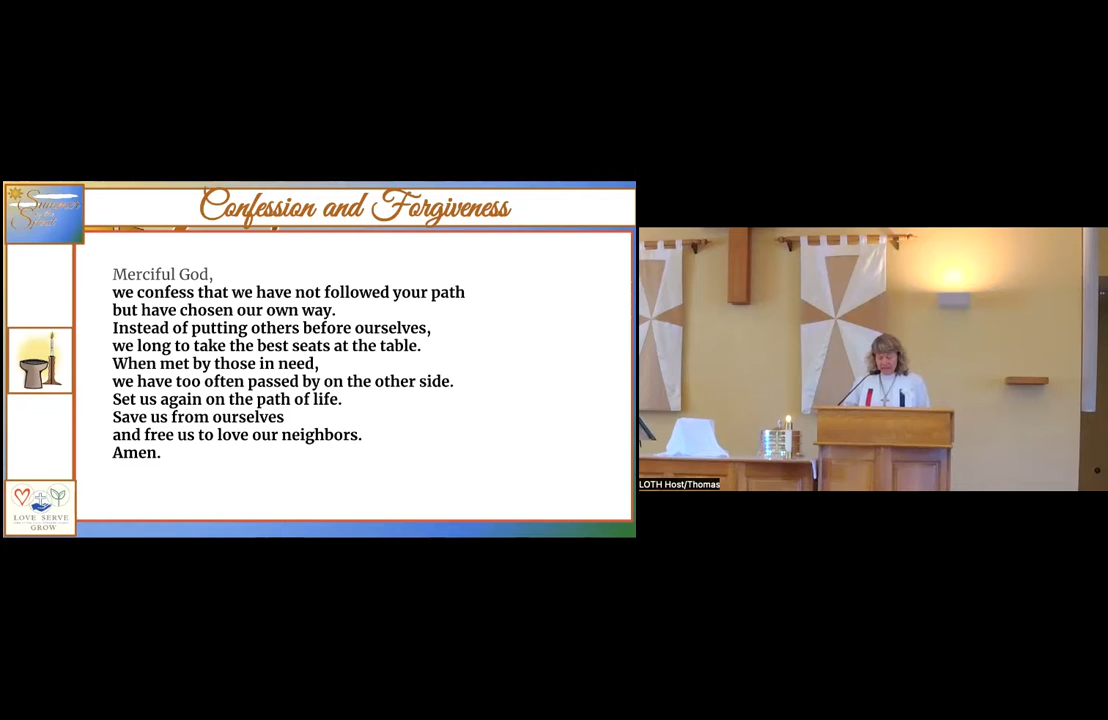 Summer
Spirit
Confession and Forgiveness
Merciful God,
we confess that we have not followed your path
but have chosen our own way.
Instead of putting others before ourselves,
we long to take the best seats at the table.
When met by those in need,
we have too often passed by on the other side.
Set us again on the path of life.
Save us from ourselves
and free us to love our neighbors.
Amen.
LOVE SERVE
GROW
LOTH Host/Thomas